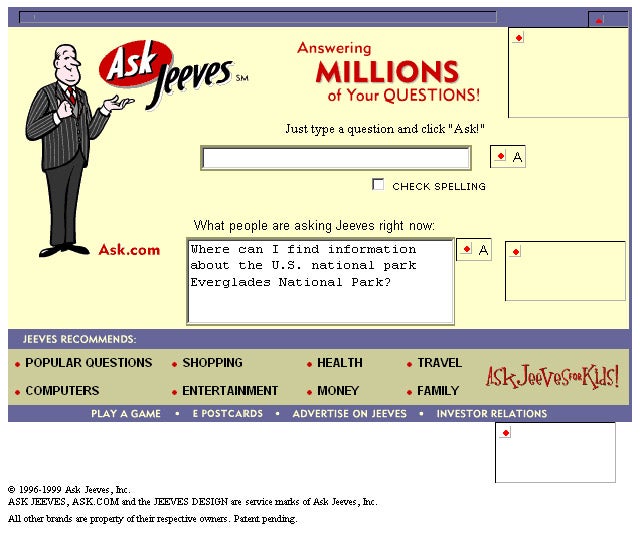 Ask Jeeves SM
Answering
MILLIONS
of Your QUESTIONS!
Just type a question and click "Ask!"
A
CHECK SPELLING
Ask.com
What people are asking Jeeves right now:
Where can I find information
about the U.S. national park
Everglades National Park?
A
JEEVES RECOMMENDS:
POPULAR QUESTIONS SHOPPING HEALTH TRAVEL
COMPUTERS ENTERTAINMENT MONEY FAMILY
ASK JEEVES FOR KIDS!
PLAY A GAME • E POSTCARDS • ADVERTISE ON JEEVES • INVESTOR RELATIONS
© 1996-1999 Ask Jeeves, Inc.
ASK JEEVES, ASK.COM and the JEEVES DESIGN are service marks of Ask Jeeves, Inc.
All other brands are property of their respective owners. Patent pending.